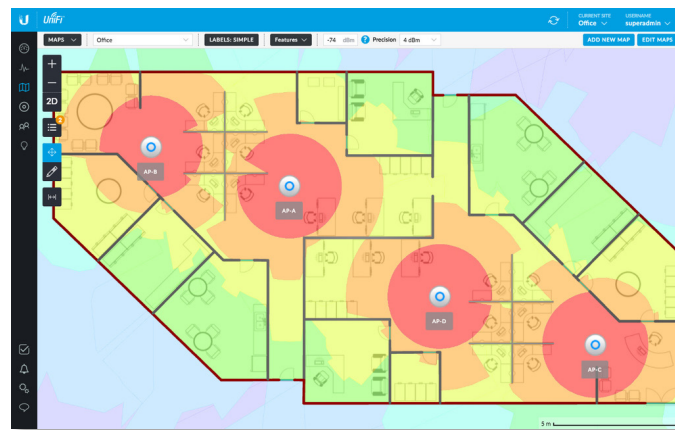 UniFi
CURRENT SITE
Office
USERNAME
superadmin
MAPS
Office
LABELS: SIMPLE
Features
-74 dBm
? Precision
4 dBm
ADD NEW MAP
EDIT MAPS
+
−
2D
2
AP-B
AP-A
AP-D
AP-C
5 m